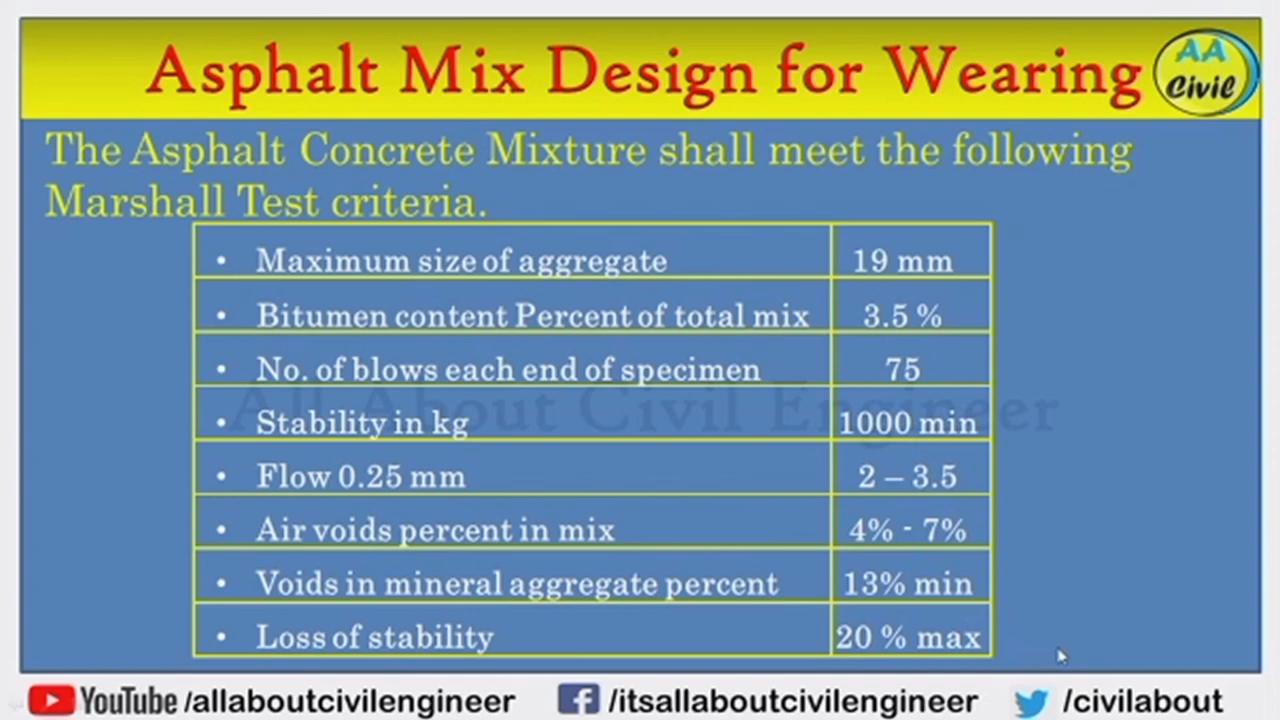 Asphalt Mix Design for Wearing
AA
Civil
The Asphalt Concrete Mixture shall meet the following
Marshall Test criteria.
• Maximum size of aggregate 19 mm
• Bitumen content Percent of total mix 3.5 %
• No. of blows each end of specimen 75
All About Civil Engineer
• Stability in kg 1000 min
• Flow 0.25 mm 2 – 3.5
• Air voids percent in mix 4% - 7%
• Voids in mineral aggregate percent 13% min
• Loss of stability 20 % max
YouTube /allaboutcivilengineer f /itsallaboutcivilengineer /civilabout